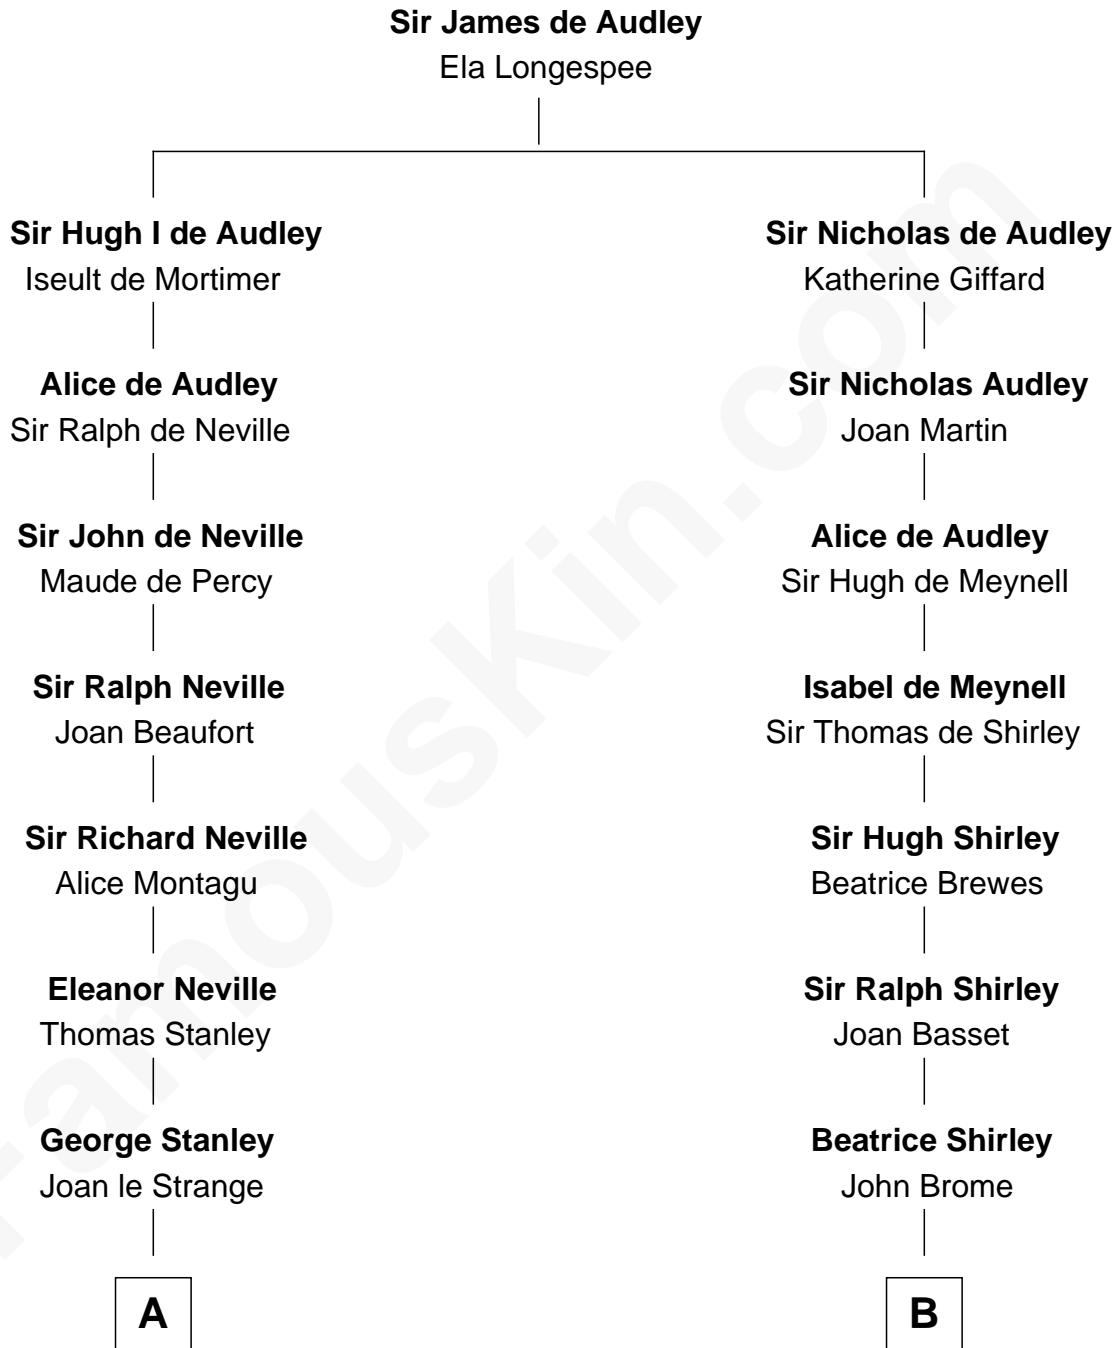 Sir James de Audley
Ela Longespee
Sir Hugh I de Audley
Iseult de Mortimer
Sir Nicholas de Audley
Katherine Giffard
Alice de Audley
Sir Ralph de Neville
Sir Nicholas Audley
Joan Martin
Sir John de Neville
Maude de Percy
Alice de Audley
Sir Hugh de Meynell
Sir Ralph Neville
Joan Beaufort
Isabel de Meynell
Sir Thomas de Shirley
Sir Richard Neville
Alice Montagu
Sir Hugh Shirley
Beatrice Brewes
Eleanor Neville
Thomas Stanley
Sir Ralph Shirley
Joan Basset
George Stanley
Joan le Strange
Beatrice Shirley
John Brome
A
B
FamousKin.com